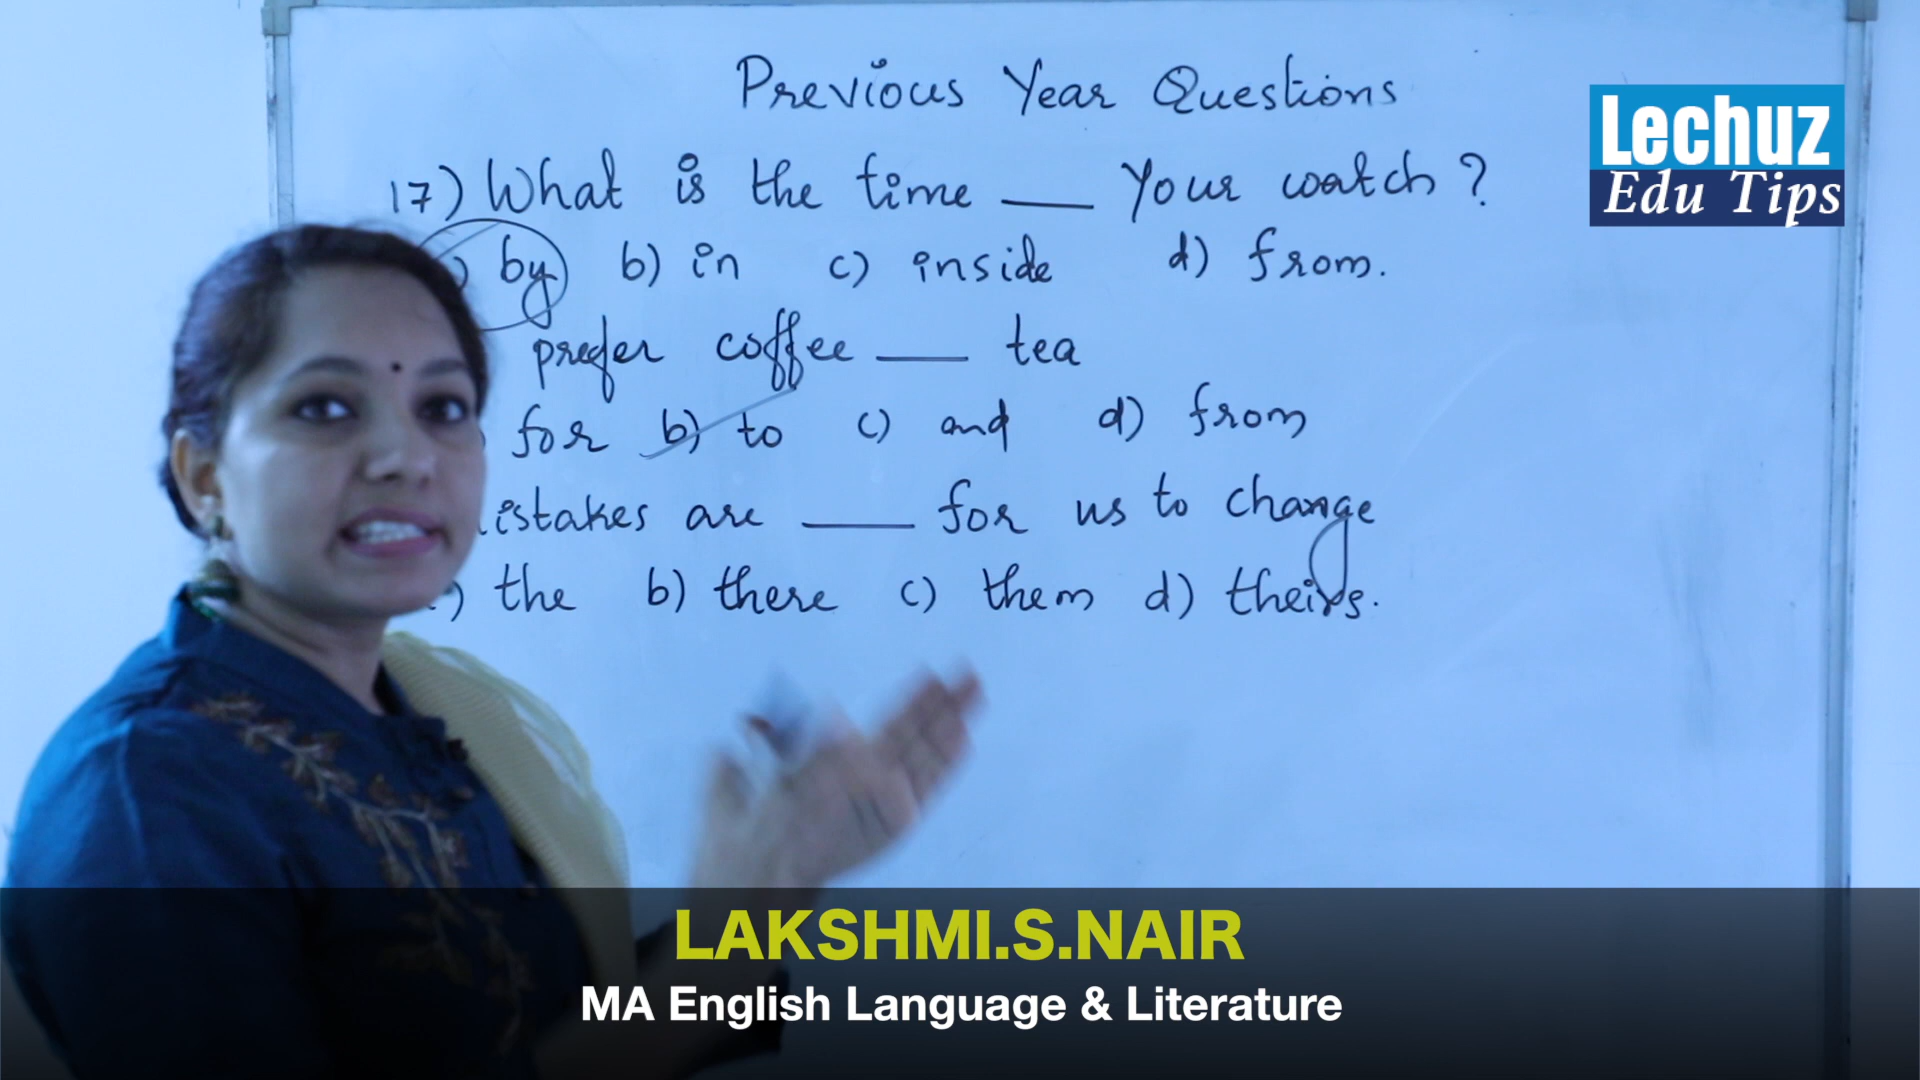 Previous Year Questions
Lechuz
Edu Tips
17) What is the time ___ Your watch?
) by b) in c) inside d) from.
prefer coffee ___ tea
for b) to c) and d) from
istakes are ___ for us to change
) the b) there c) them d) theirs.
LAKSHMI.S.NAIR
MA English Language & Literature